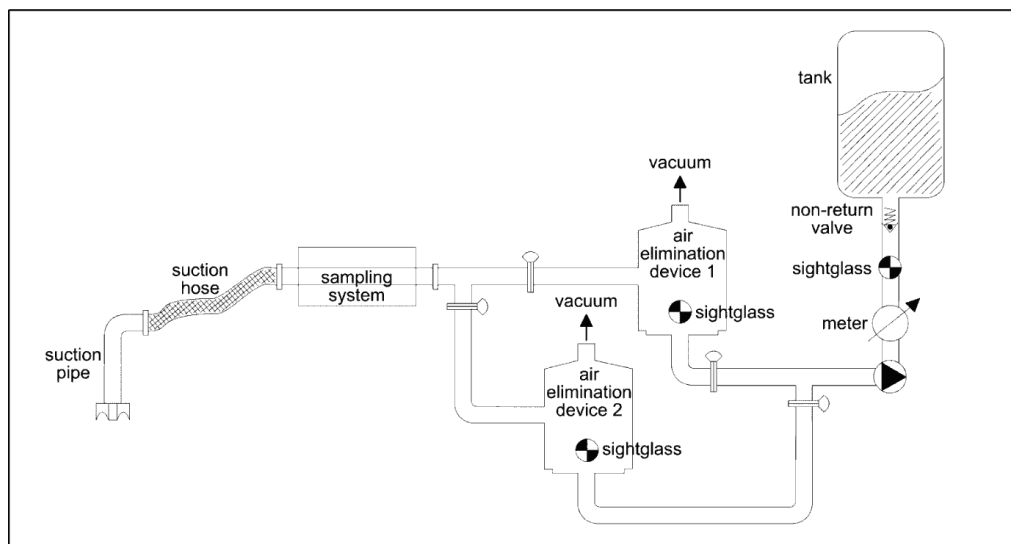 tank
vacuum
non-return
valve
air
elimination
device 1
suction
hose
sampling
system
sightglass
vacuum
sightglass
meter
suction
pipe
air
elimination
device 2
sightglass